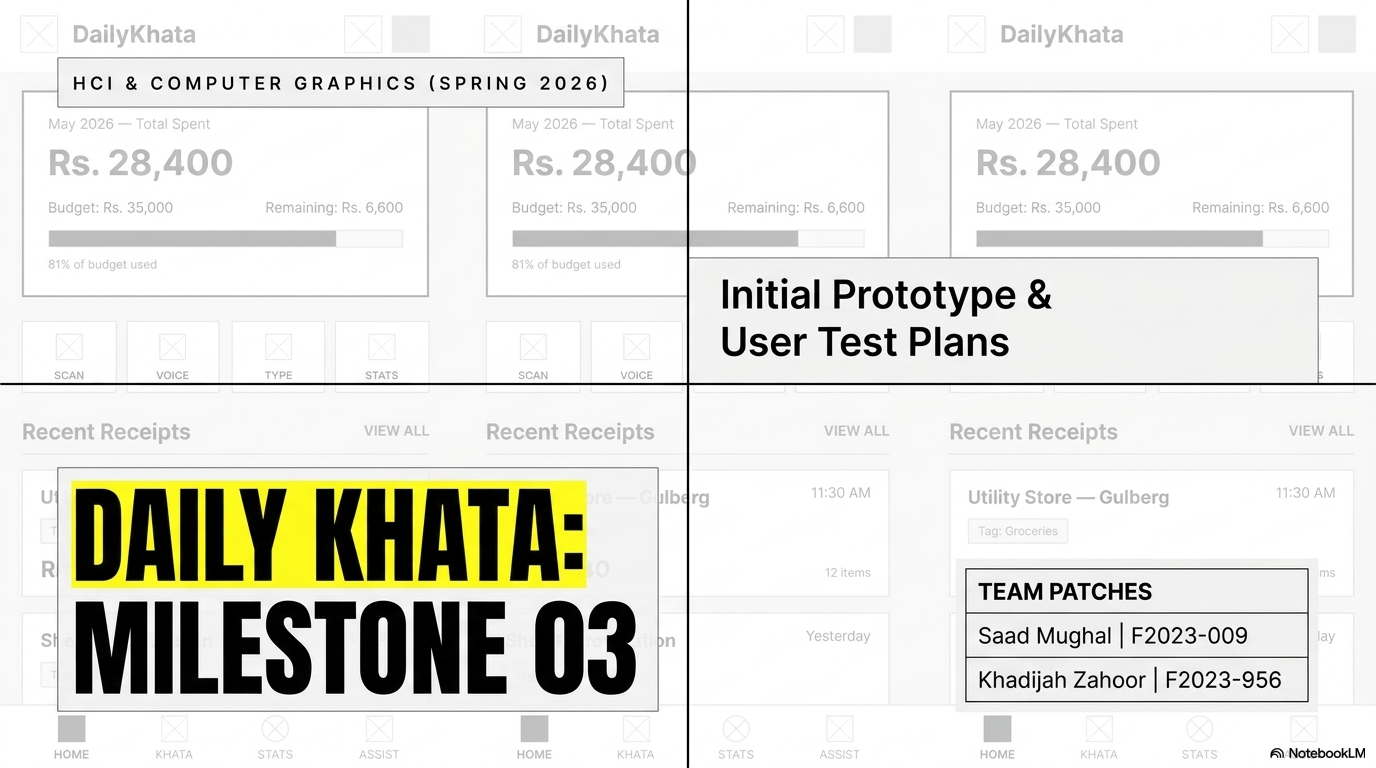 DailyKhata
DailyKhata
DailyKhata
HCI & COMPUTER GRAPHICS (SPRING 2026)
May 2026 — Total Spent
Rs. 28,400
Budget: Rs. 35,000
Remaining: Rs. 6,600
81% of budget used
May 2026 — Total Spent
Rs. 28,400
Budget: Rs. 35,000
Remaining: Rs. 6,600
81% of budget used
May 2026 — Total Spent
Rs. 28,400
Budget: Rs. 35,000
Remaining: Rs. 6,600
Initial Prototype &
User Test Plans
SCAN
VOICE
TYPE
STATS
SCAN
VOICE
Recent Receipts
VIEW ALL
Recent Receipts
VIEW ALL
Recent Receipts
VIEW ALL
DAILY KHATA:
MILESTONE 03
Gulberg
11:30 AM
12 items
Yesterday
Utility Store — Gulberg
11:30 AM
Tag: Groceries
TEAM PATCHES
Saad Mughal | F2023-009
Khadijah Zahoor | F2023-956
HOME
KHATA
STATS
ASSIST
HOME
KHATA
STATS
ASSIST
HOME
KHATA
STATS
NotebookLM